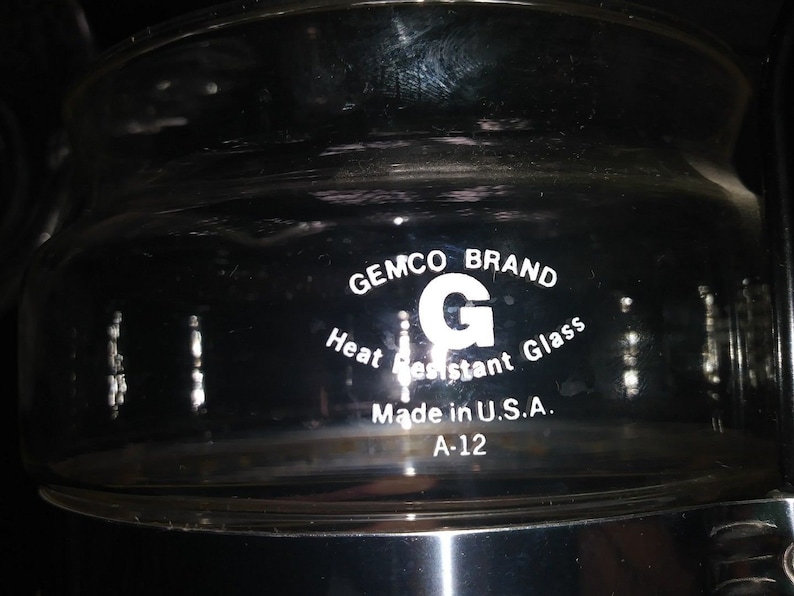 GEMCO BRAND
G
Heat Resistant Glass
Made in U.S.A.
A-12